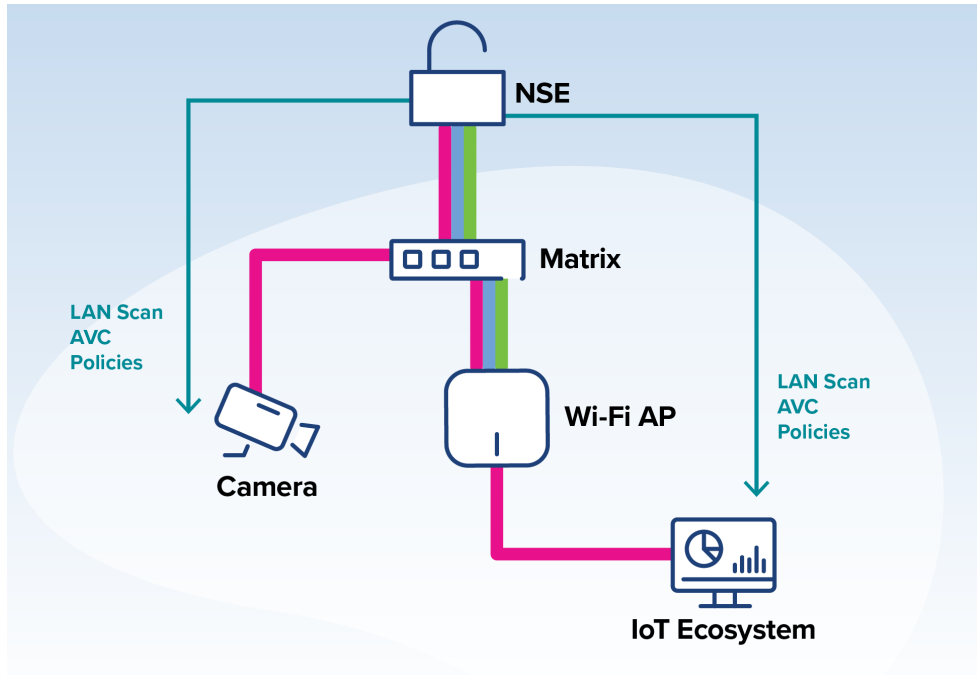 NSE
Matrix
LAN Scan
AVC
Policies
LAN Scan
AVC
Policies
Wi-Fi AP
Camera
IoT Ecosystem